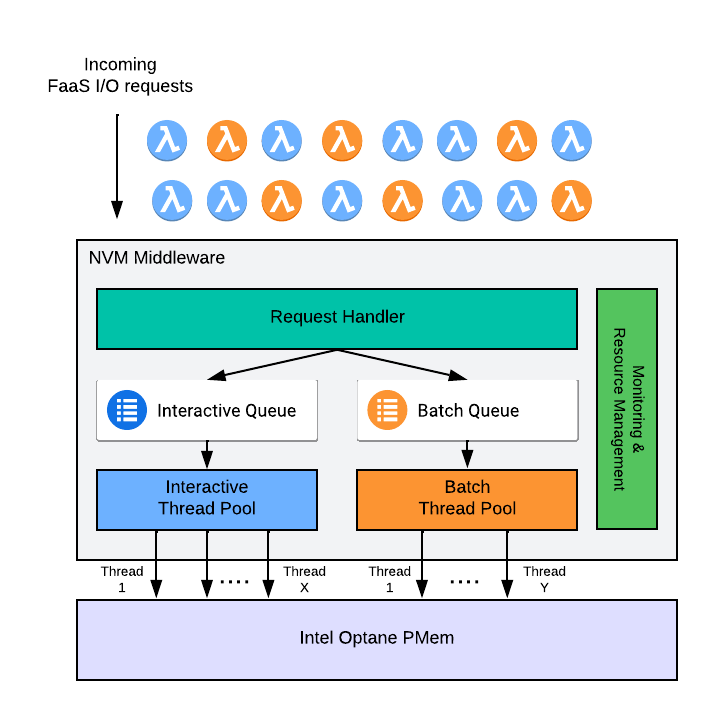 Incoming
FaaS I/O requests
NVM Middleware
Request Handler
Interactive Queue
Batch Queue
Interactive
Thread Pool
Batch
Thread Pool
Monitoring &
Resource Management
Thread
1
....
Thread
X
Thread
1
....
Thread
Y
Intel Optane PMem